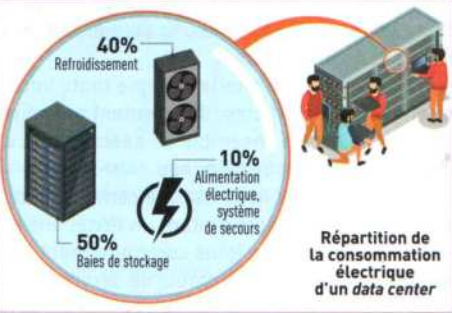 40%
Refroidissement
10%
Alimentation
électrique,
système
de secours
50%
Baies de stockage
Répartition de
la consommation
électrique
d'un data center